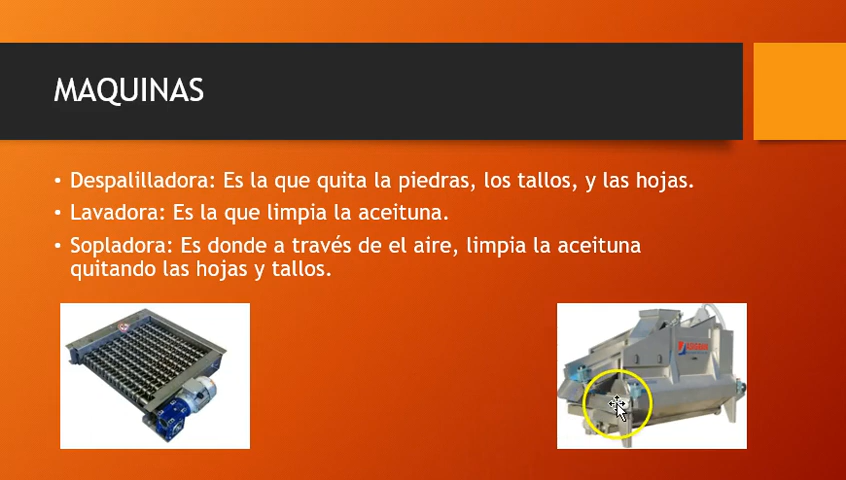 MAQUINAS
• Despalilladora: Es la que quita la piedras, los tallos, y las hojas.
• Lavadora: Es la que limpia la aceituna.
• Sopladora: Es donde a través de el aire, limpia la aceituna
quitando las hojas y tallos.